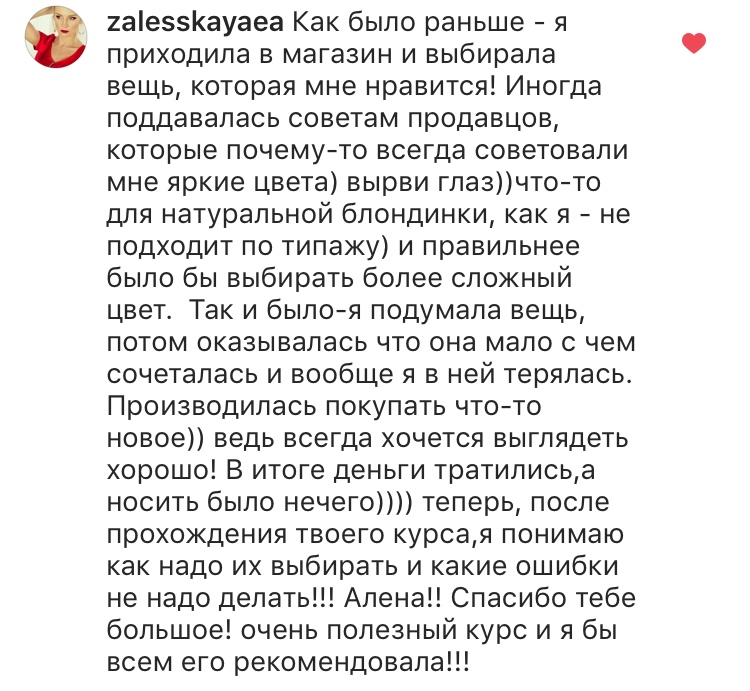 zalesskayaea Как было раньше - я
приходила в магазин и выбирала
вещь, которая мне нравится! Иногда
поддавалась советам продавцов,
которые почему-то всегда советовали
мне яркие цвета) вырви глаз))что-то
для натуральной блондинки, как я - не
подходит по типажу) и правильнее
было бы выбирать более сложный
цвет.  Так и было-я подумала вещь,
потом оказывалась что она мало с чем
сочеталась и вообще я в ней терялась.
Производилась покупать что-то
новое)) ведь всегда хочется выглядеть
хорошо! В итоге деньги тратились,а
носить было нечего)))) теперь, после
прохождения твоего курса,я понимаю
как надо их выбирать и какие ошибки
не надо делать!!! Алена!! Спасибо тебе
большое! очень полезный курс и я бы
всем его рекомендовала!!!